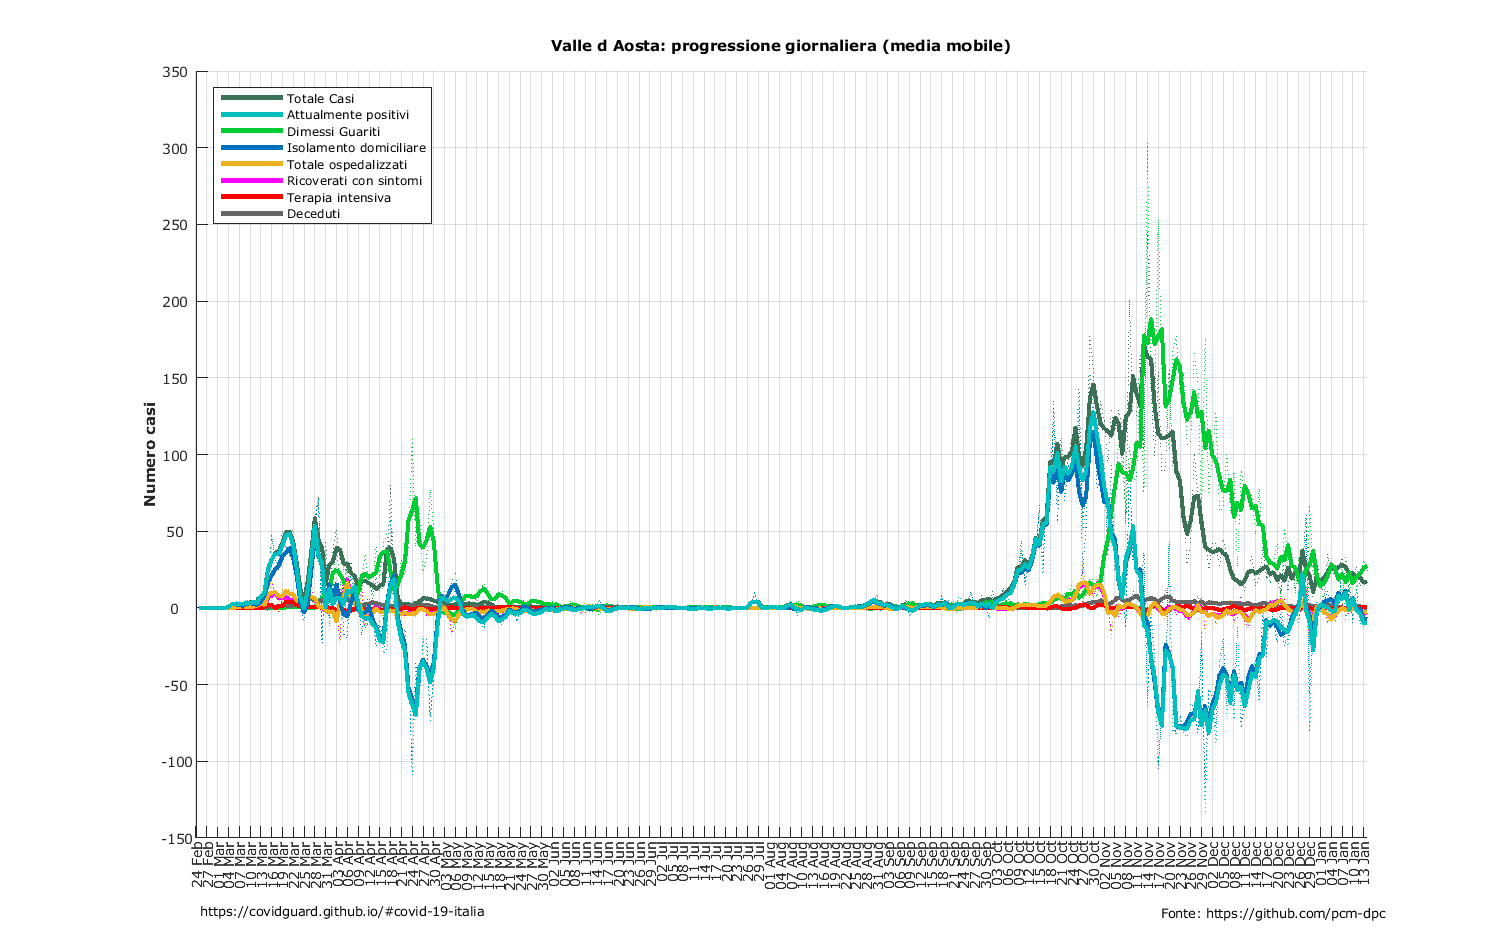 Valle d Aosta: progressione giornaliera (media mobile)
350
300
250
200
150
100
50
0
-50
-100
-150
Numero casi
Totale Casi
Attualmente positivi
Dimessi Guariti
Isolamento domiciliare
Totale ospedalizzati
Ricoverati con sintomi
Terapia intensiva
Deceduti
24 Feb
27 Feb
01 Mar
04 Mar
07 Mar
10 Mar
13 Mar
16 Mar
19 Mar
22 Mar
25 Mar
28 Mar
31 Mar
03 Apr
06 Apr
09 Apr
12 Apr
15 Apr
18 Apr
21 Apr
24 Apr
27 Apr
30 Apr
03 May
06 May
09 May
12 May
15 May
18 May
21 May
24 May
27 May
30 May
02 Jun
05 Jun
08 Jun
11 Jun
14 Jun
17 Jun
20 Jun
23 Jun
26 Jun
29 Jun
02 Jul
05 Jul
08 Jul
11 Jul
14 Jul
17 Jul
20 Jul
23 Jul
26 Jul
29 Jul
01 Aug
04 Aug
07 Aug
10 Aug
13 Aug
16 Aug
19 Aug
22 Aug
25 Aug
28 Aug
31 Aug
03 Sep
06 Sep
09 Sep
12 Sep
15 Sep
18 Sep
21 Sep
24 Sep
27 Sep
30 Sep
03 Oct
06 Oct
09 Oct
12 Oct
15 Oct
18 Oct
21 Oct
24 Oct
27 Oct
30 Oct
02 Nov
05 Nov
08 Nov
11 Nov
14 Nov
17 Nov
20 Nov
23 Nov
26 Nov
29 Nov
02 Dec
05 Dec
08 Dec
11 Dec
14 Dec
17 Dec
20 Dec
23 Dec
26 Dec
29 Dec
01 Jan
04 Jan
07 Jan
10 Jan
13 Jan
https://covidguard.github.io/#covid-19-italia
Fonte: https://github.com/pcm-dpc